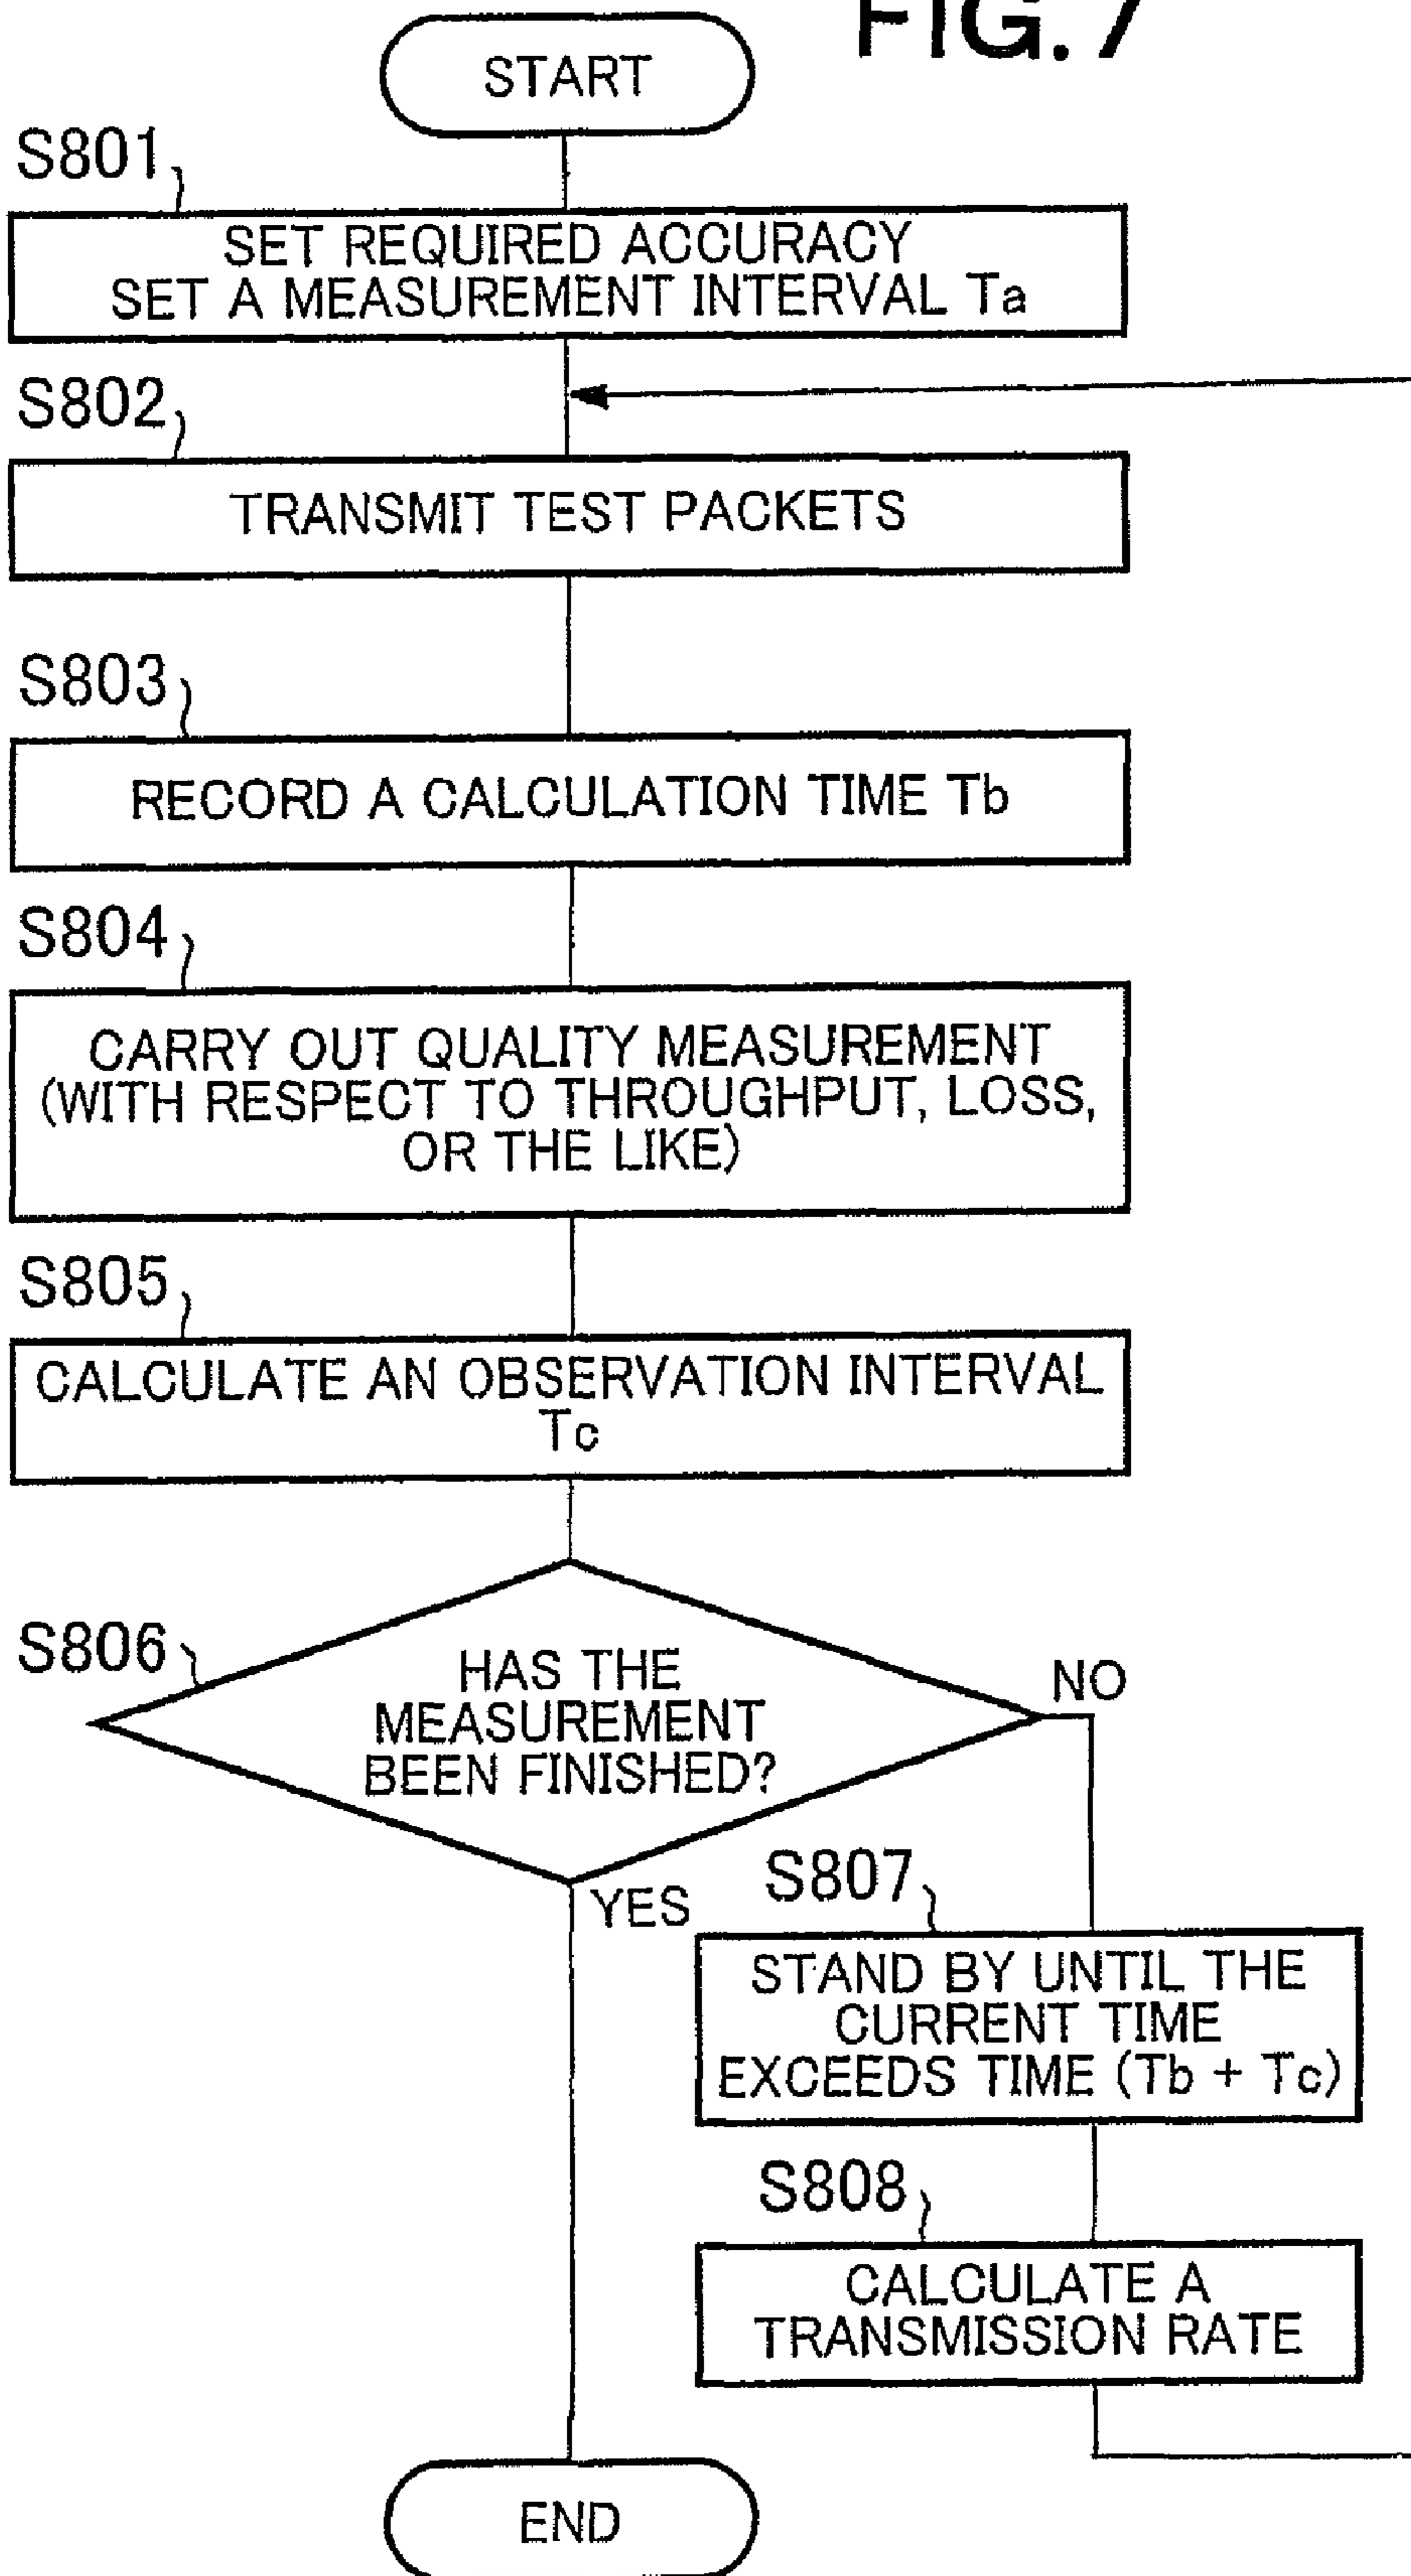 FIG. 7
START
S801
SET REQUIRED ACCURACY
SET A MEASUREMENT INTERVAL Ta
S802
TRANSMIT TEST PACKETS
S803
RECORD A CALCULATION TIME Tb
S804
CARRY OUT QUALITY MEASUREMENT
(WITH RESPECT TO THROUGHPUT, LOSS,
OR THE LIKE)
S805
CALCULATE AN OBSERVATION INTERVAL
Tc
S806
HAS THE
MEASUREMENT
BEEN FINISHED?
NO
YES
S807
STAND BY UNTIL THE
CURRENT TIME
EXCEEDS TIME (Tb + Tc)
S808
CALCULATE A
TRANSMISSION RATE
END